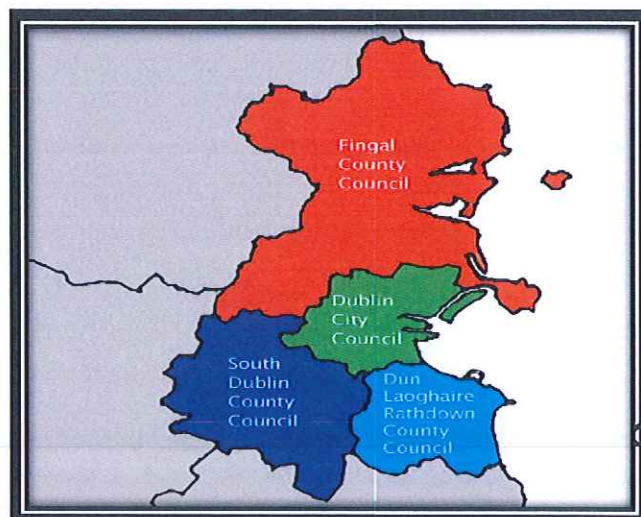 Fingal
County
Council
Dublin
City
Council
South
Dublin
County
Council
Dun
Laoghaire
Rathdown
County
Council